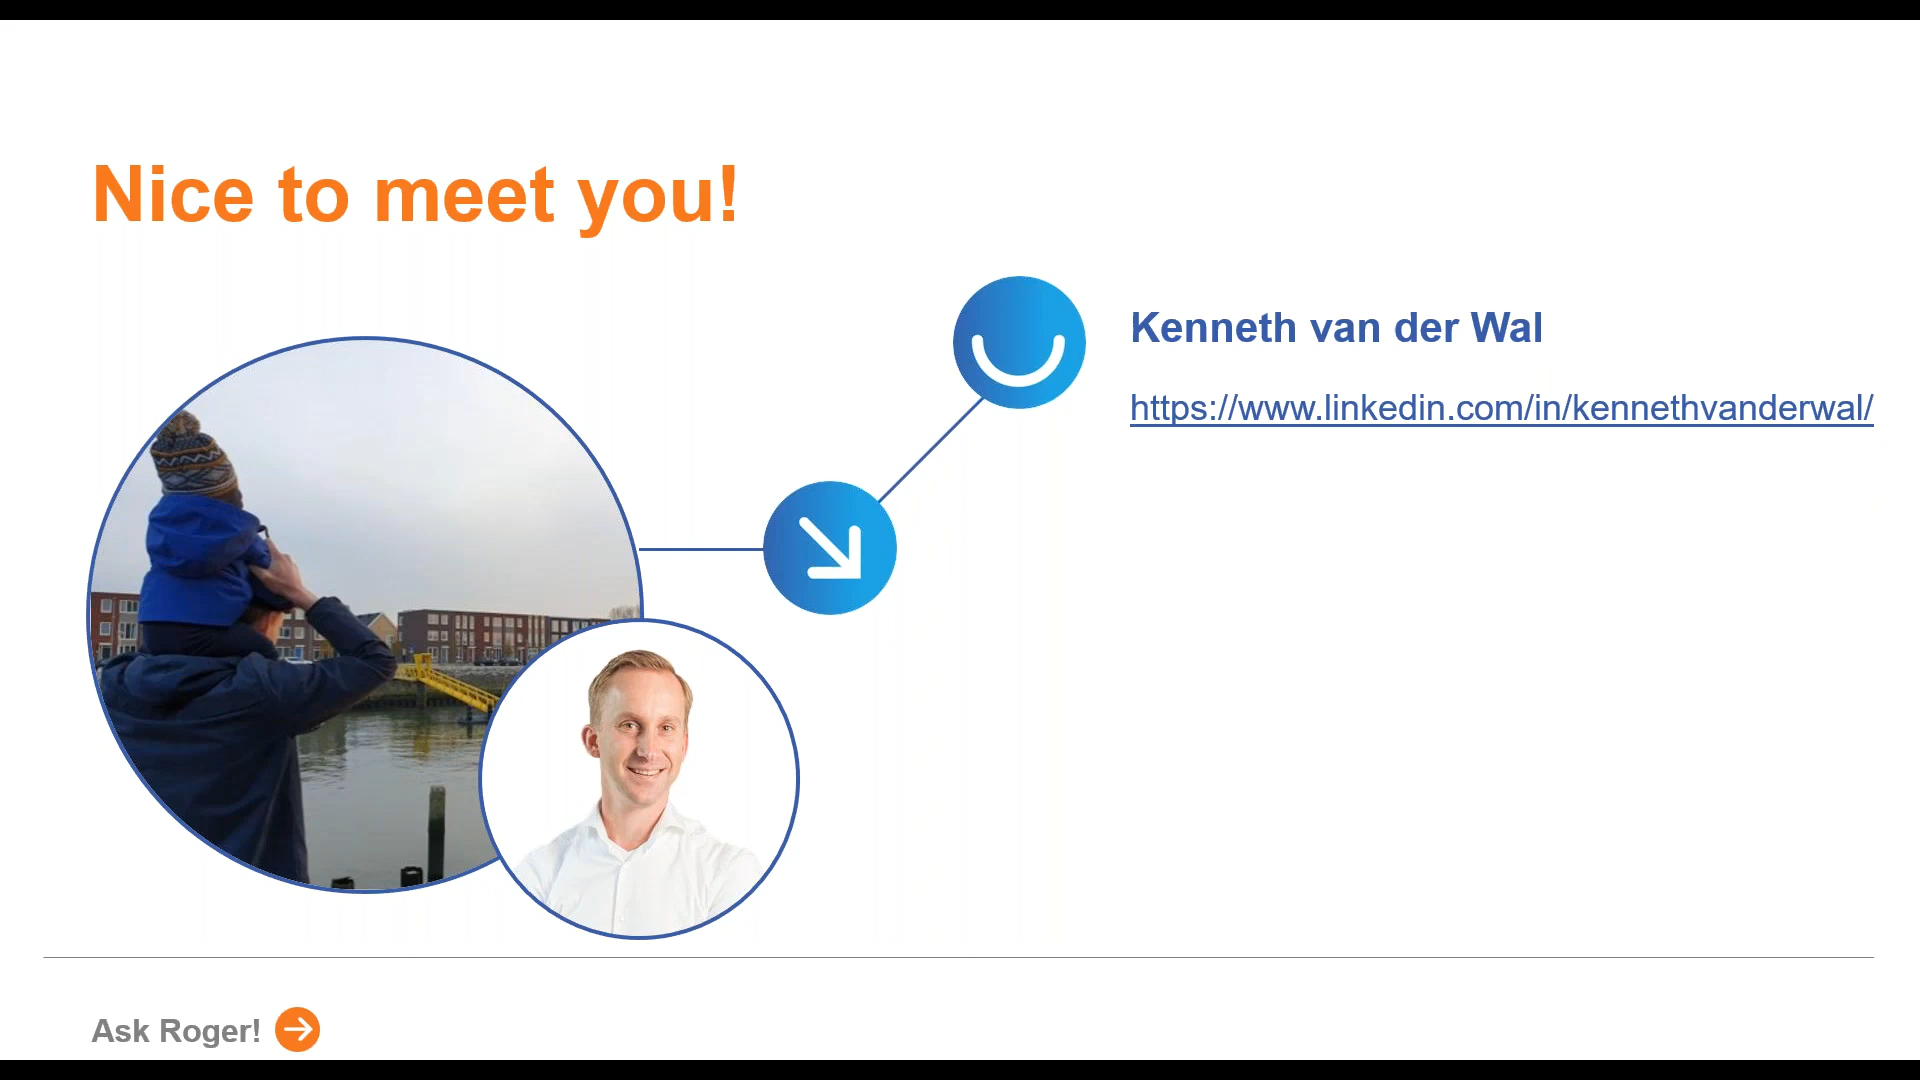 Nice to meet you!
Kenneth van der Wal
https://www.linkedin.com/in/kennethvanderwal/
Ask Roger!